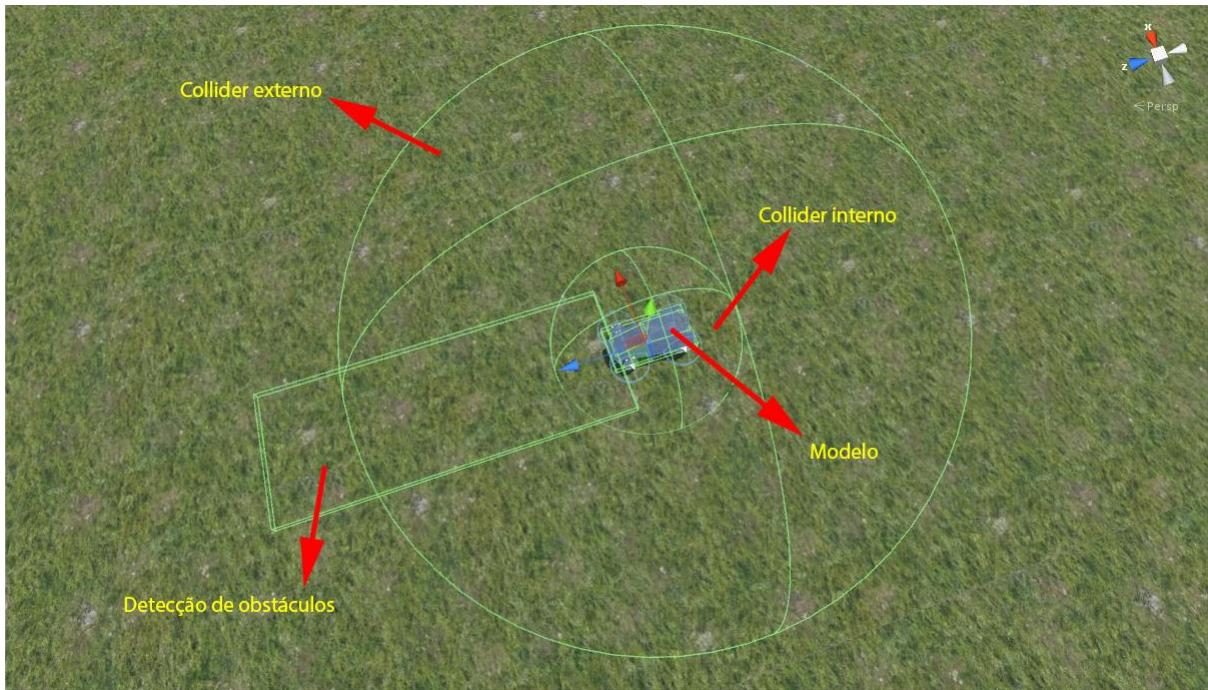 x
Collider externo
z
< Persp
Collider interno
Modelo
Detecção de obstáculos